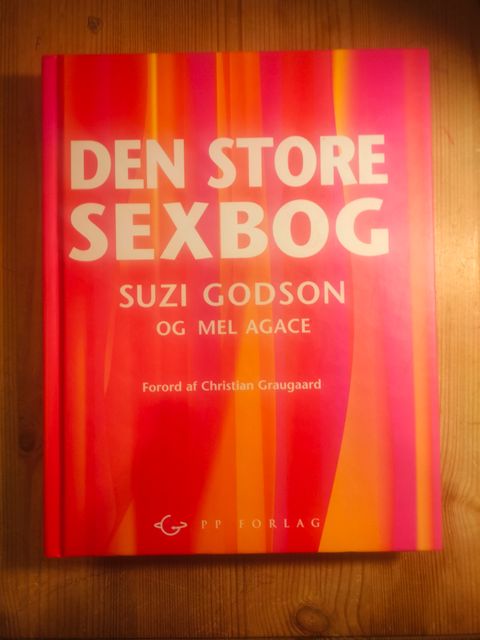 DEN STORE
SEXBOG
SUZI GODSON
OG MEL AGACE
Forord af Christian Graugaard
PP FORLAG